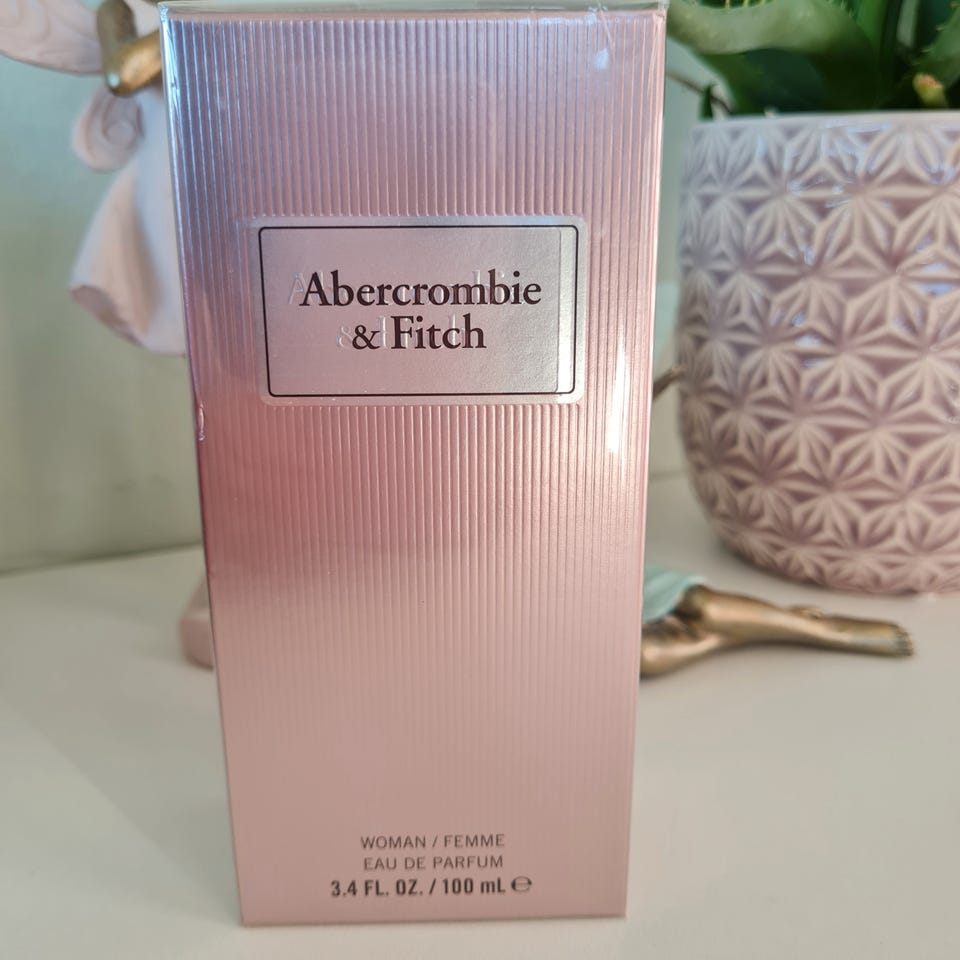 Abercrombie
& Fitch
WOMAN / FEMME
EAU DE PARFUM
3.4 FL. OZ. / 100 mL ℮